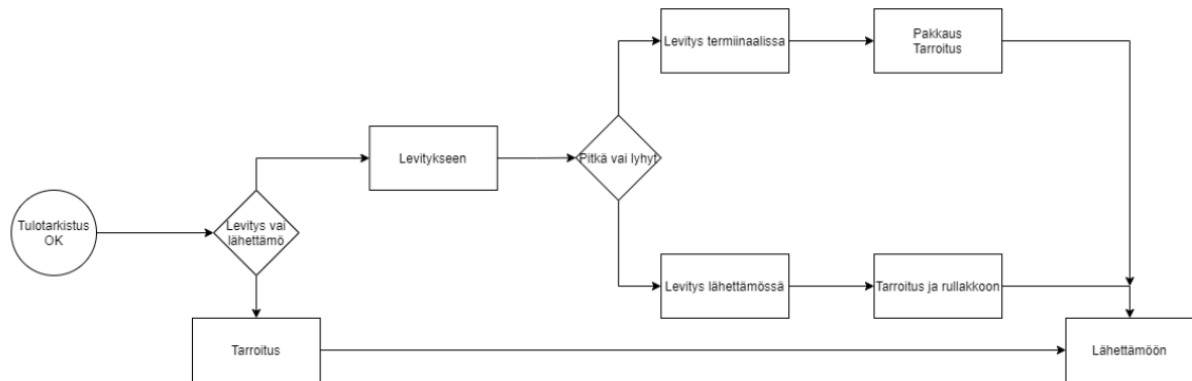 Levitys termiinaalissa
Pakkaus
Tarroitus
Levitykseen
Pitkä vai lyhyt
Tulotarkistus
OK
Levitys vai
lähettämö
Levitys lähettämössä
Tarroitus ja rullakkoon
Tarroitus
Lähettämöön